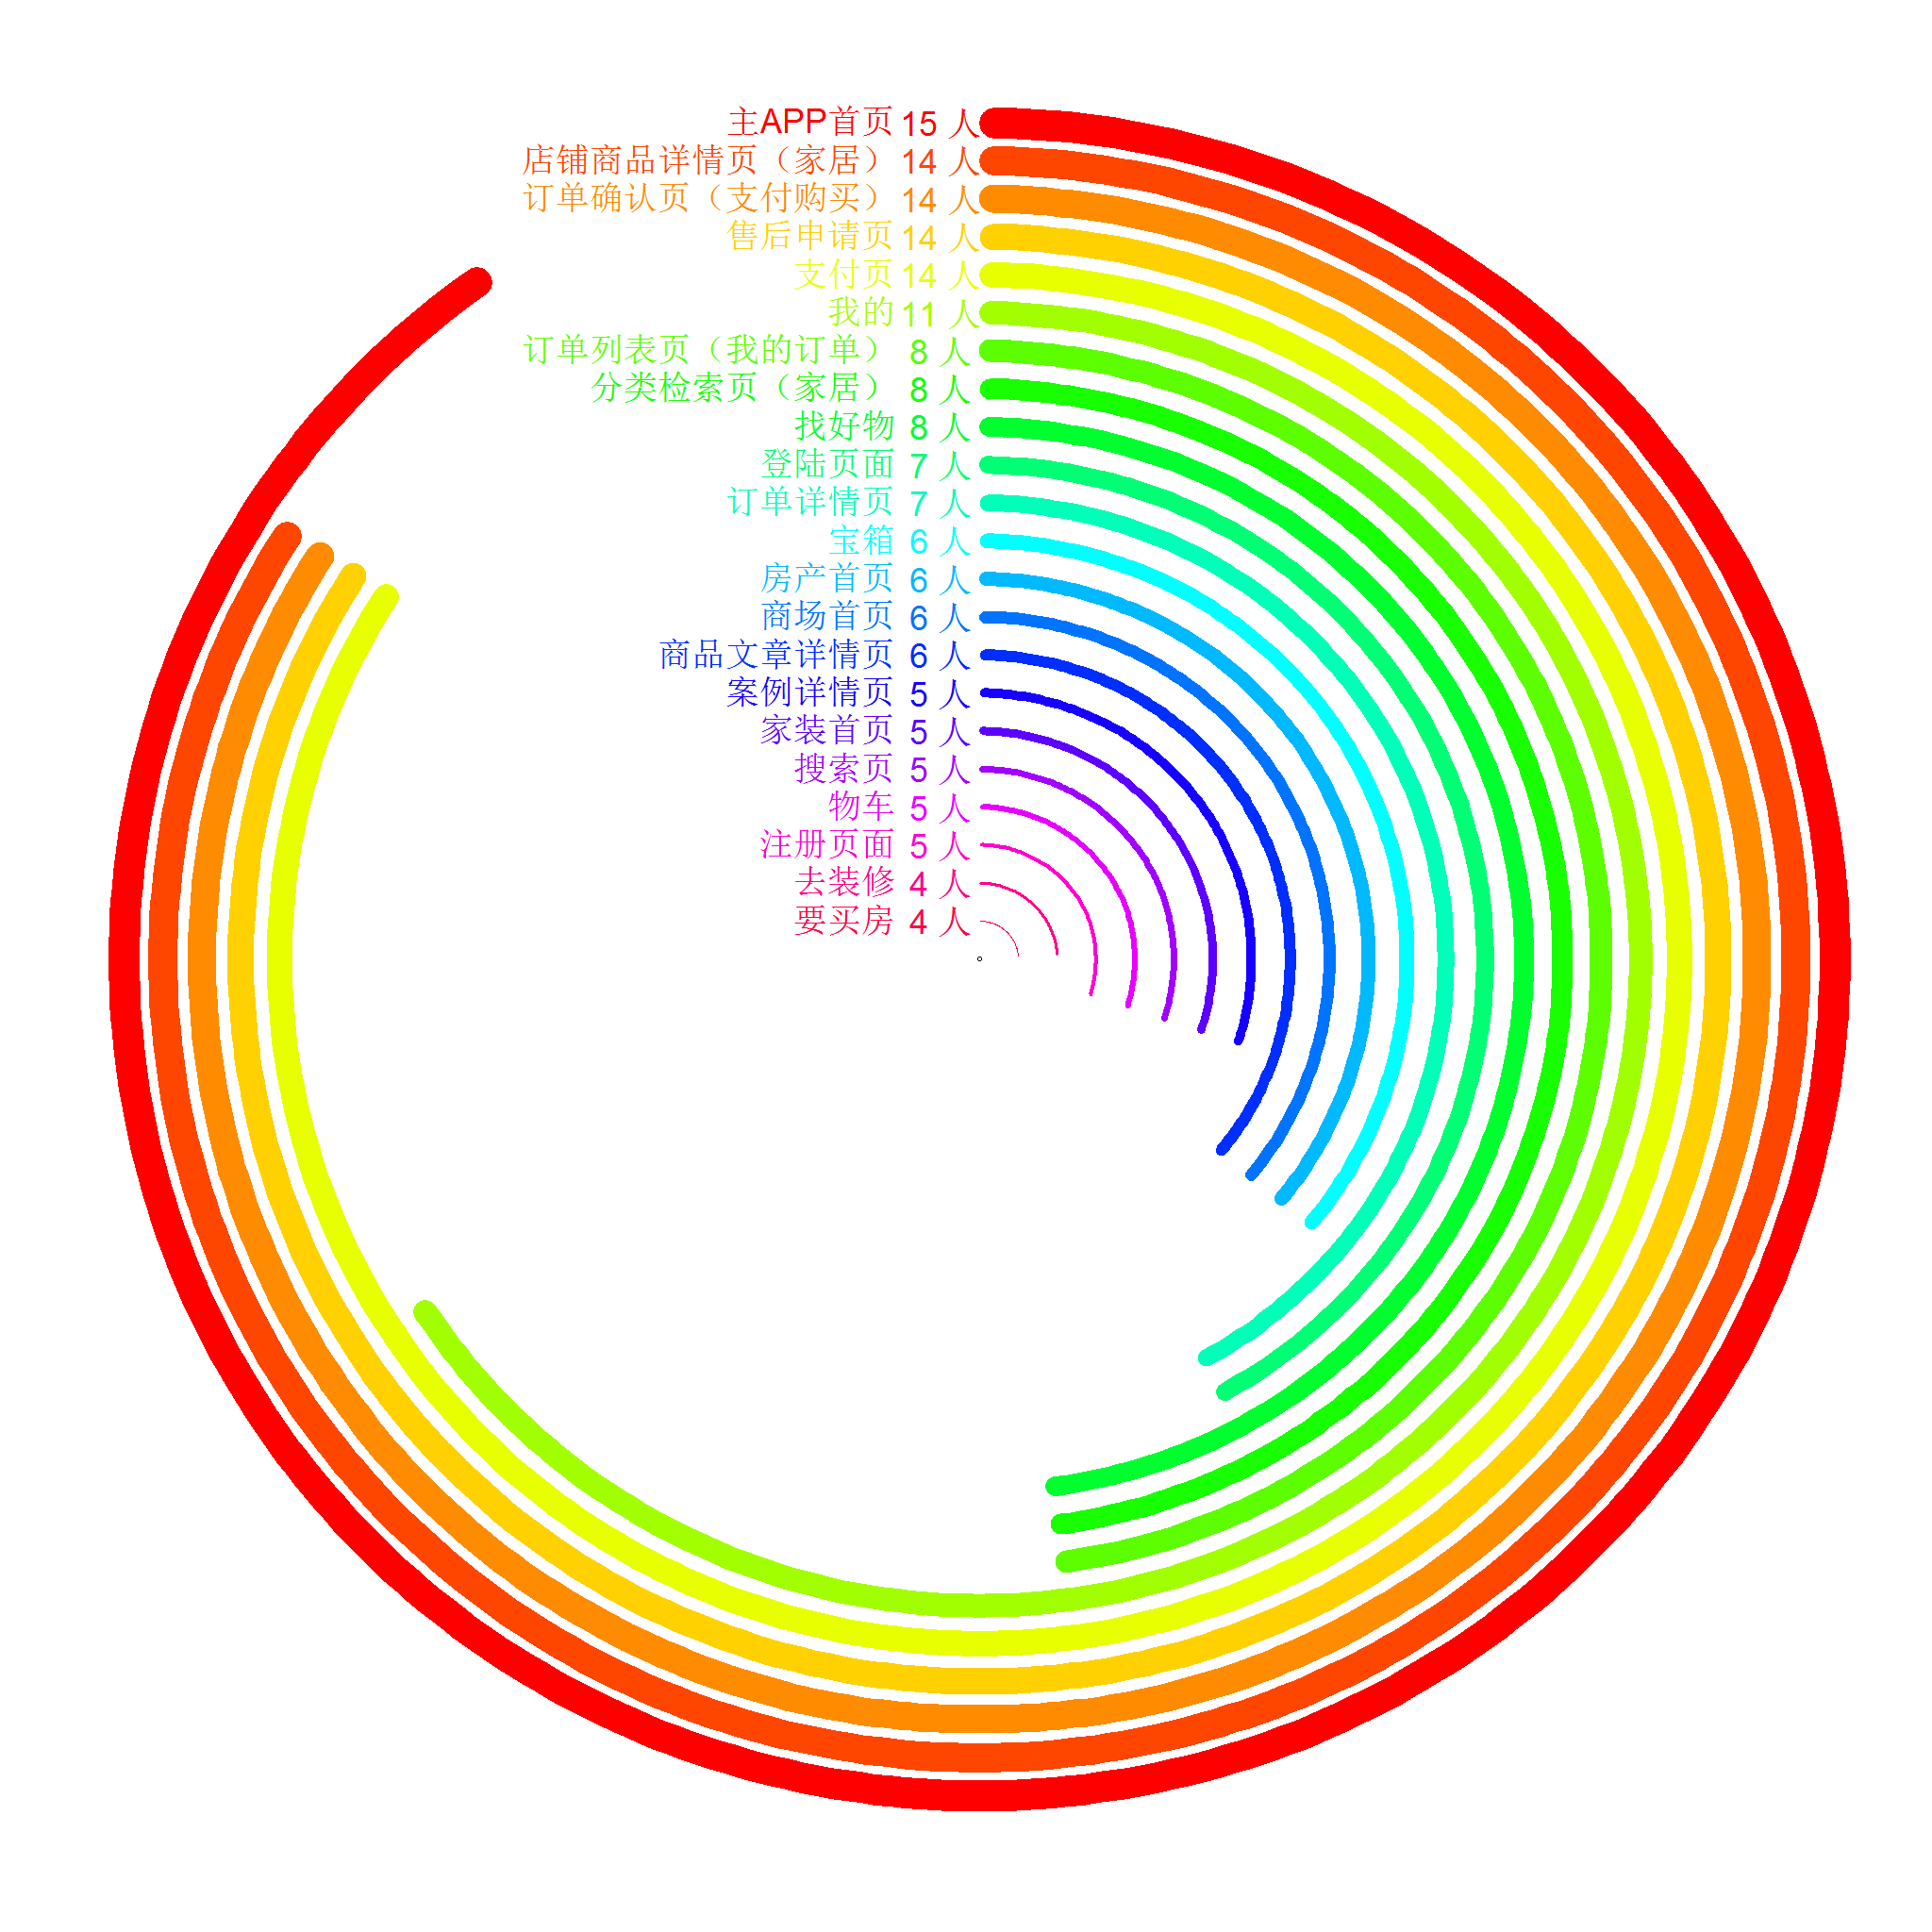 主APP首页 15 人
店铺商品详情页（家居） 14 人
订单确认页（支付购买） 14 人
售后申请页 14 人
支付页 14 人
我的 11 人
订单列表页（我的订单） 8 人
分类检索页（家居） 8 人
找好物 8 人
登陆页面 7 人
订单详情页 7 人
宝箱 6 人
房产首页 6 人
商场首页 6 人
商品文章详情页 6 人
案例详情页 5 人
家装首页 5 人
搜索页 5 人
物车 5 人
注册页面 5 人
去装修 4 人
要买房 4 人